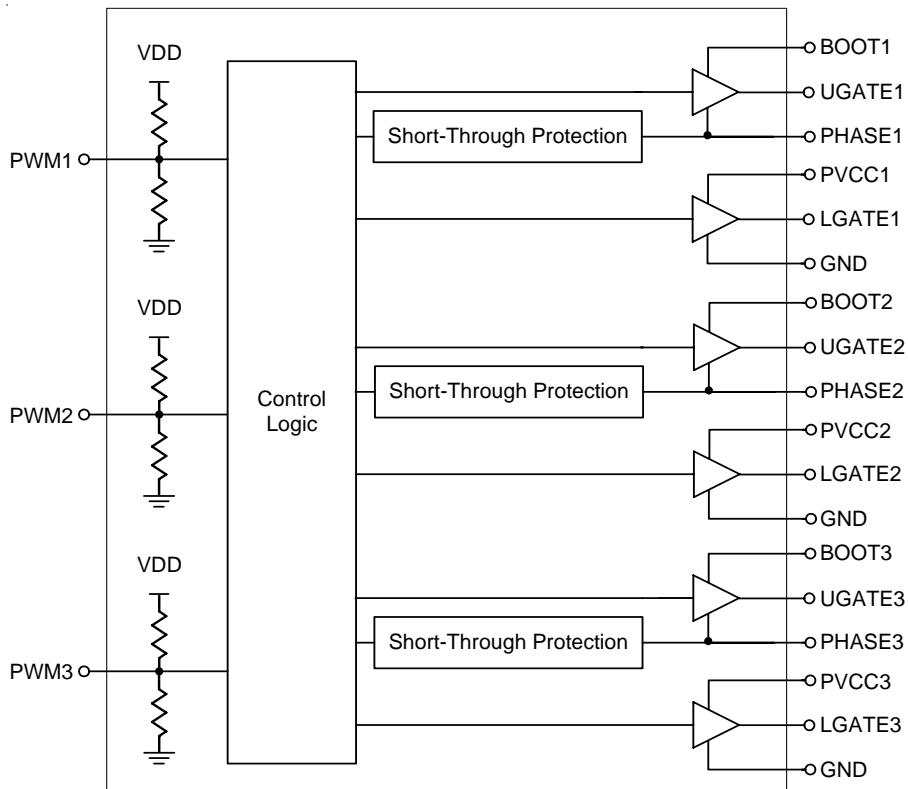 VDD
BOOT1
UGATE1
Short-Through Protection
PHASE1
PWM1
PVCC1
LGATE1
GND
VDD
BOOT2
UGATE2
Short-Through Protection
PHASE2
PWM2
Control
Logic
PVCC2
LGATE2
GND
VDD
BOOT3
UGATE3
Short-Through Protection
PHASE3
PWM3
PVCC3
LGATE3
GND